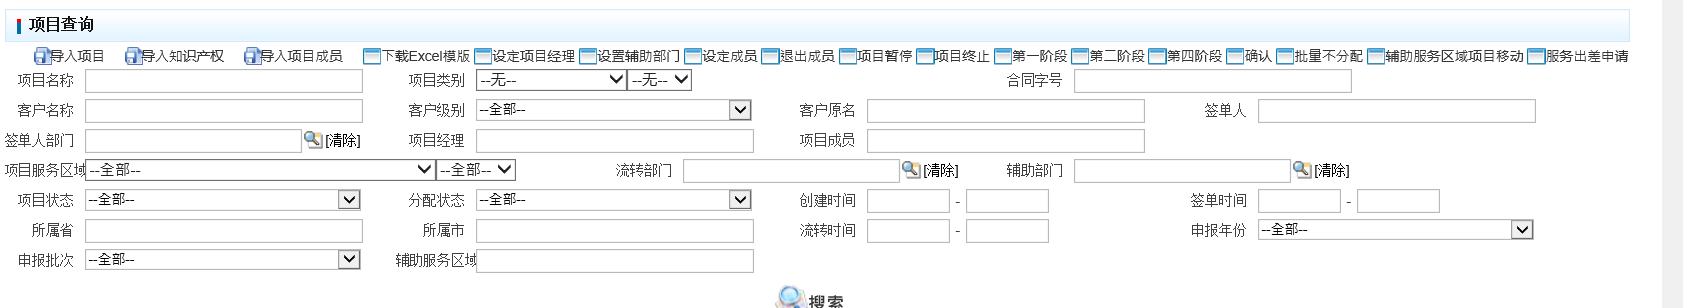 项目查询
导入项目 导入知识产权 导入项目成员 下载Excel模版 设定项目经理 设置辅助部门 设定成员 退出成员 项目暂停 项目终止 第一阶段 第二阶段 第四阶段 确认 批量不分配 辅助服务区域项目移动 服务出差申请
项目名称 项目类别 --无-- --无-- 合同字号
客户名称 客户级别 --全部-- 客户原名 签单人
签单人部门 [清除] 项目经理 项目成员
项目服务区域 --全部-- --全部-- 流转部门 [清除] 辅助部门 [清除]
项目状态 --全部-- 分配状态 --全部-- 创建时间 - 签单时间 -
所属省 所属市 流转时间 - 申报年份 --全部--
申报批次 --全部-- 辅助服务区域
搜索